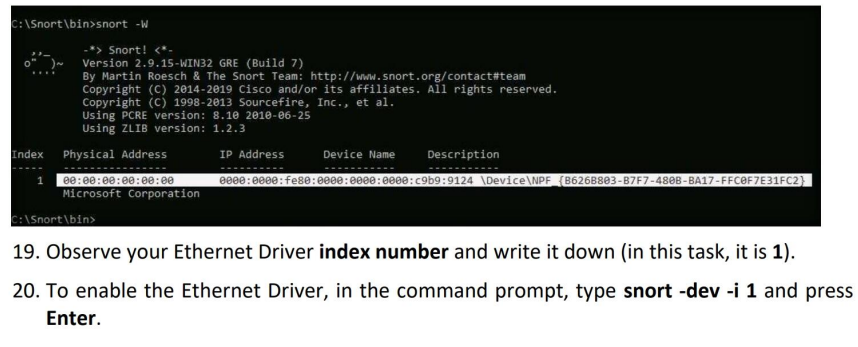 C:\Snort\bin>snort -W
,,_ -*> Snort! <*-
o" )~ Version 2.9.15-WIN32 GRE (Build 7)
'''' By Martin Roesch & The Snort Team: http://www.snort.org/contact#team
Copyright (C) 2014-2019 Cisco and/or its affiliates. All rights reserved.
Copyright (C) 1998-2013 Sourcefire, Inc., et al.
Using PCRE version: 8.10 2010-06-25
Using ZLIB version: 1.2.3
Index Physical Address IP Address Device Name Description
----- ---------------- ---------- ----------- -----------
1 00:00:00:00:00:00 0000:0000:fe80:0000:0000:0000:c9b9:9124 \Device\NPF_{B626B803-B7F7-480B-BA17-FFC0F7E31FC2}
Microsoft Corporation
C:\Snort\bin>
19. Observe your Ethernet Driver index number and write it down (in this task, it is 1).
20. To enable the Ethernet Driver, in the command prompt, type snort -dev -i 1 and press
Enter.